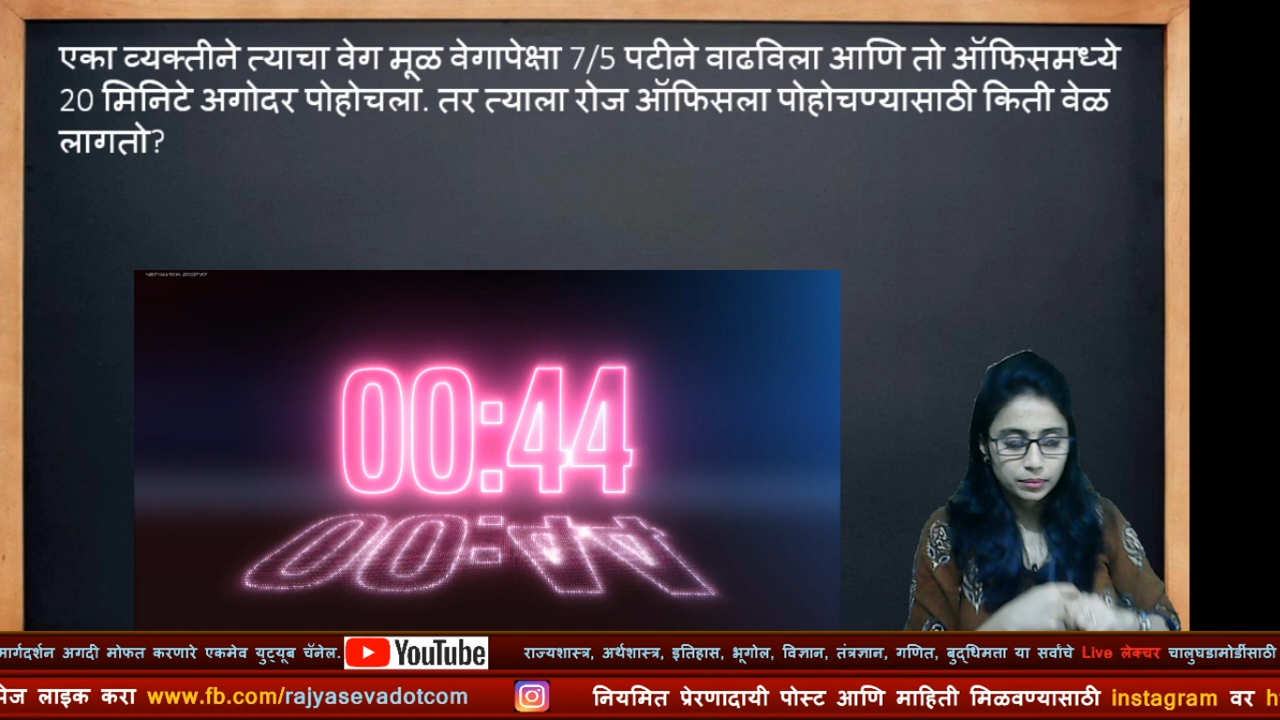 एका व्यक्तीने त्याचा वेग मूळ वेगापेक्षा 7/5 पटीने वाढविला आणि तो ऑफिसमध्ये
20 मिनिटे अगोदर पोहोचला. तर त्याला रोज ऑफिसला पोहोचण्यासाठी किती वेळ
लागतो?
00:44
मार्गदर्शन अगदी मोफत करणारे एकमेव युट्यूब चॅनेल. YouTube राज्यशास्त्र, अर्थशास्त्र, इतिहास, भूगोल, विज्ञान, तंत्रज्ञान, गणित, बुद्धिमत्ता या सर्वांचे Live लेक्चर चालुघडामोडींसाठी
पेज लाइक करा www.fb.com/rajyasevadotcom नियमित प्रेरणादायी पोस्ट आणि माहिती मिळवण्यासाठी instagram वर